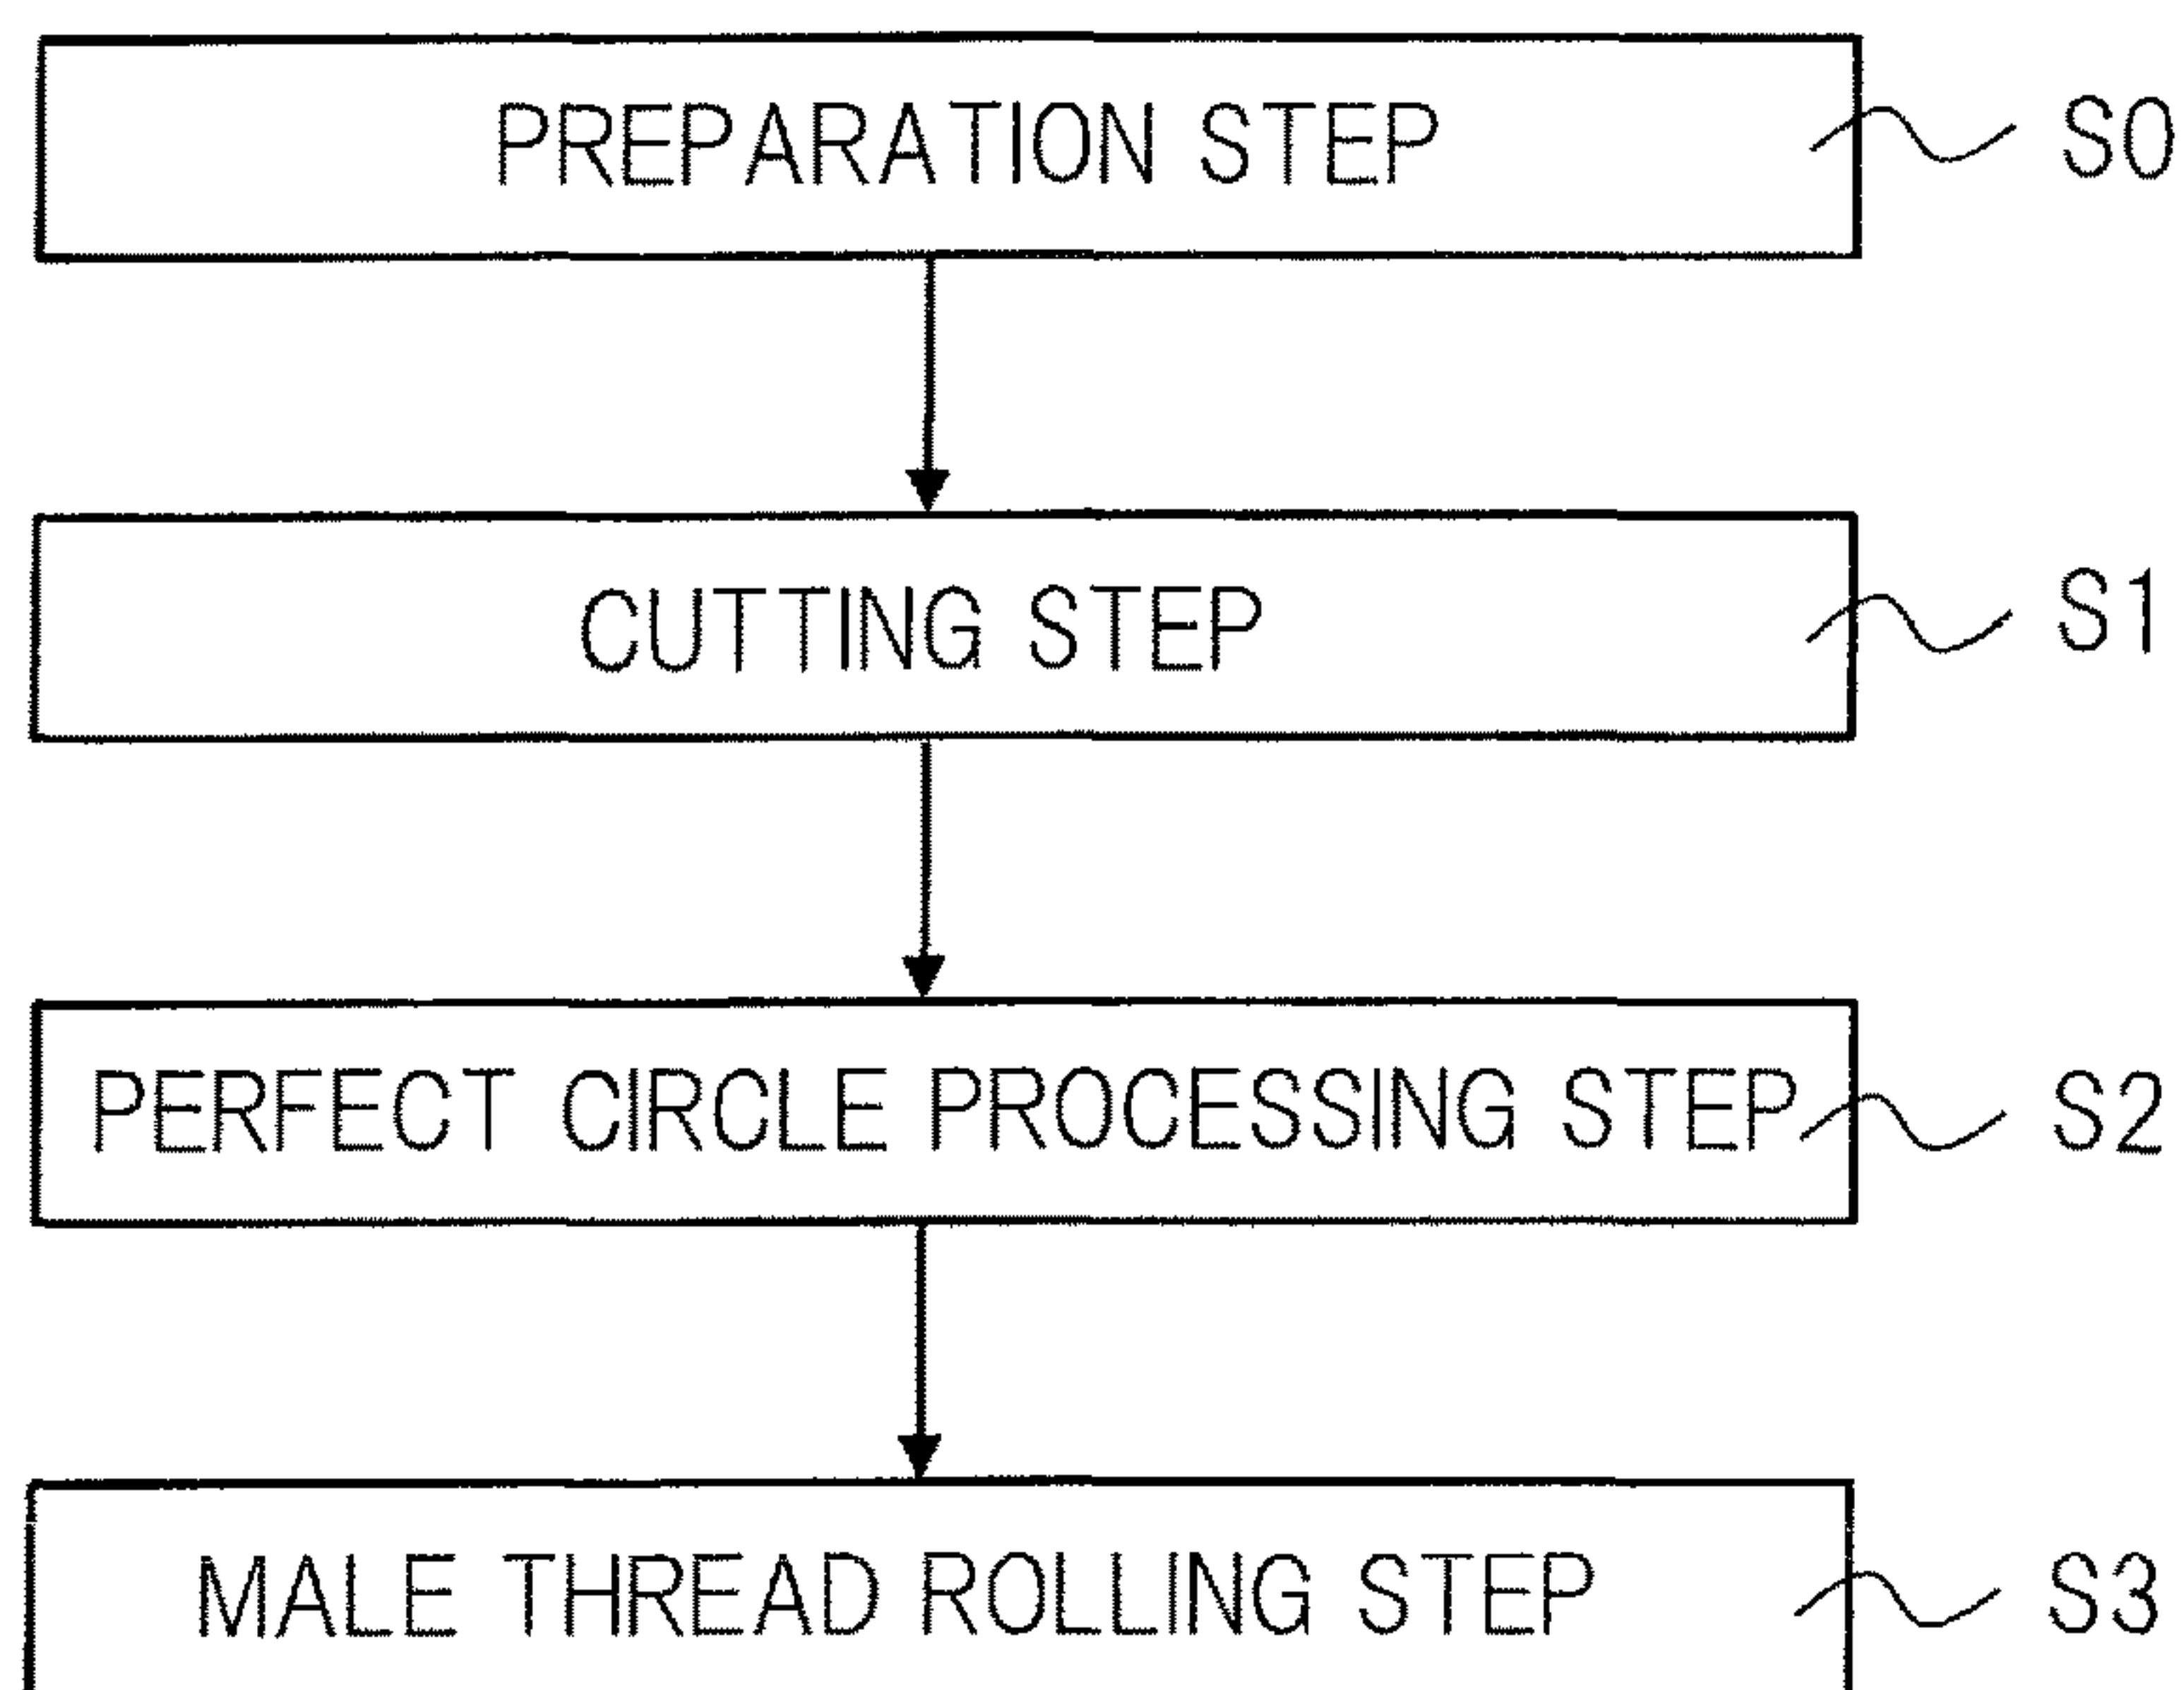 PREPARATION STEP S0
CUTTING STEP S1
PERFECT CIRCLE PROCESSING STEP S2
MALE THREAD ROLLING STEP S3